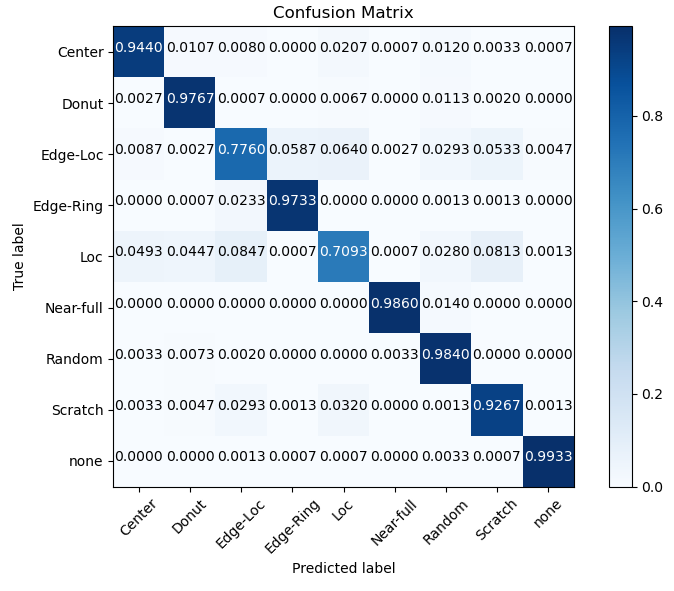 Confusion Matrix
Center 0.9440 0.0107 0.0080 0.0000 0.0207 0.0007 0.0120 0.0033 0.0007
Donut 0.0027 0.9767 0.0007 0.0000 0.0067 0.0000 0.0113 0.0020 0.0000
Edge-Loc 0.0087 0.0027 0.7760 0.0587 0.0640 0.0027 0.0293 0.0533 0.0047
Edge-Ring 0.0000 0.0007 0.0233 0.9733 0.0000 0.0000 0.0013 0.0013 0.0000
Loc 0.0493 0.0447 0.0847 0.0007 0.7093 0.0007 0.0280 0.0813 0.0013
Near-full 0.0000 0.0000 0.0000 0.0000 0.0000 0.9860 0.0140 0.0000 0.0000
Random 0.0033 0.0073 0.0020 0.0000 0.0000 0.0033 0.9840 0.0000 0.0000
Scratch 0.0033 0.0047 0.0293 0.0013 0.0320 0.0000 0.0013 0.9267 0.0013
none 0.0000 0.0000 0.0013 0.0007 0.0007 0.0000 0.0033 0.0007 0.9933
Center Donut Edge-Loc Edge-Ring Loc Near-full Random Scratch none
Predicted label
True label
0.8
0.6
0.4
0.2
0.0